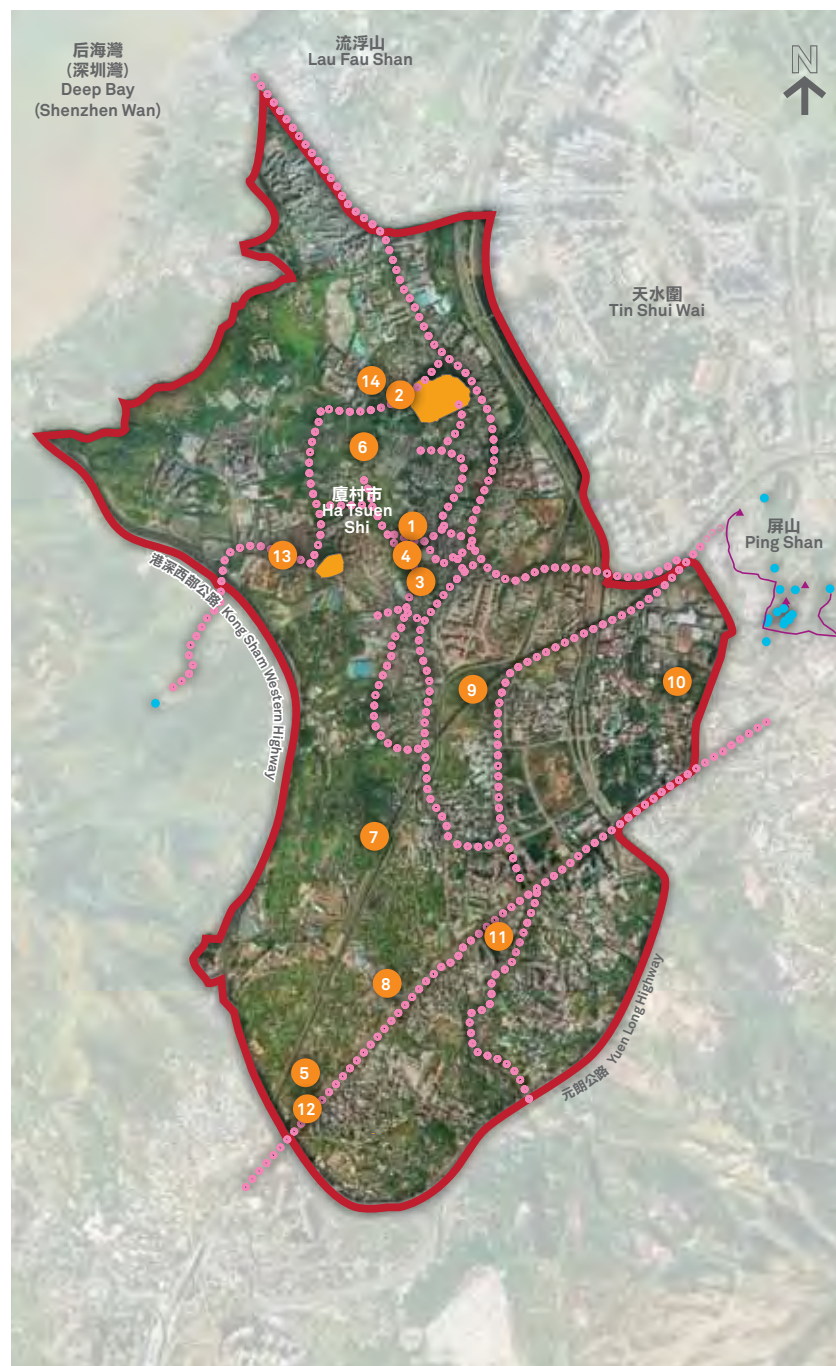 后海灣
(深圳灣)
Deep Bay
(Shenzhen Wan)
流浮山
Lau Fau Shan
N
天水圍
Tin Shui Wai
14
2
6
廈村市
Ha Tsuen
Shi
1
13
4
3
屏山
Ping Shan
港深西部公路 Kong Sham Western Highway
9
10
7
11
8
5
12
元朗公路 Yuen Long Highway